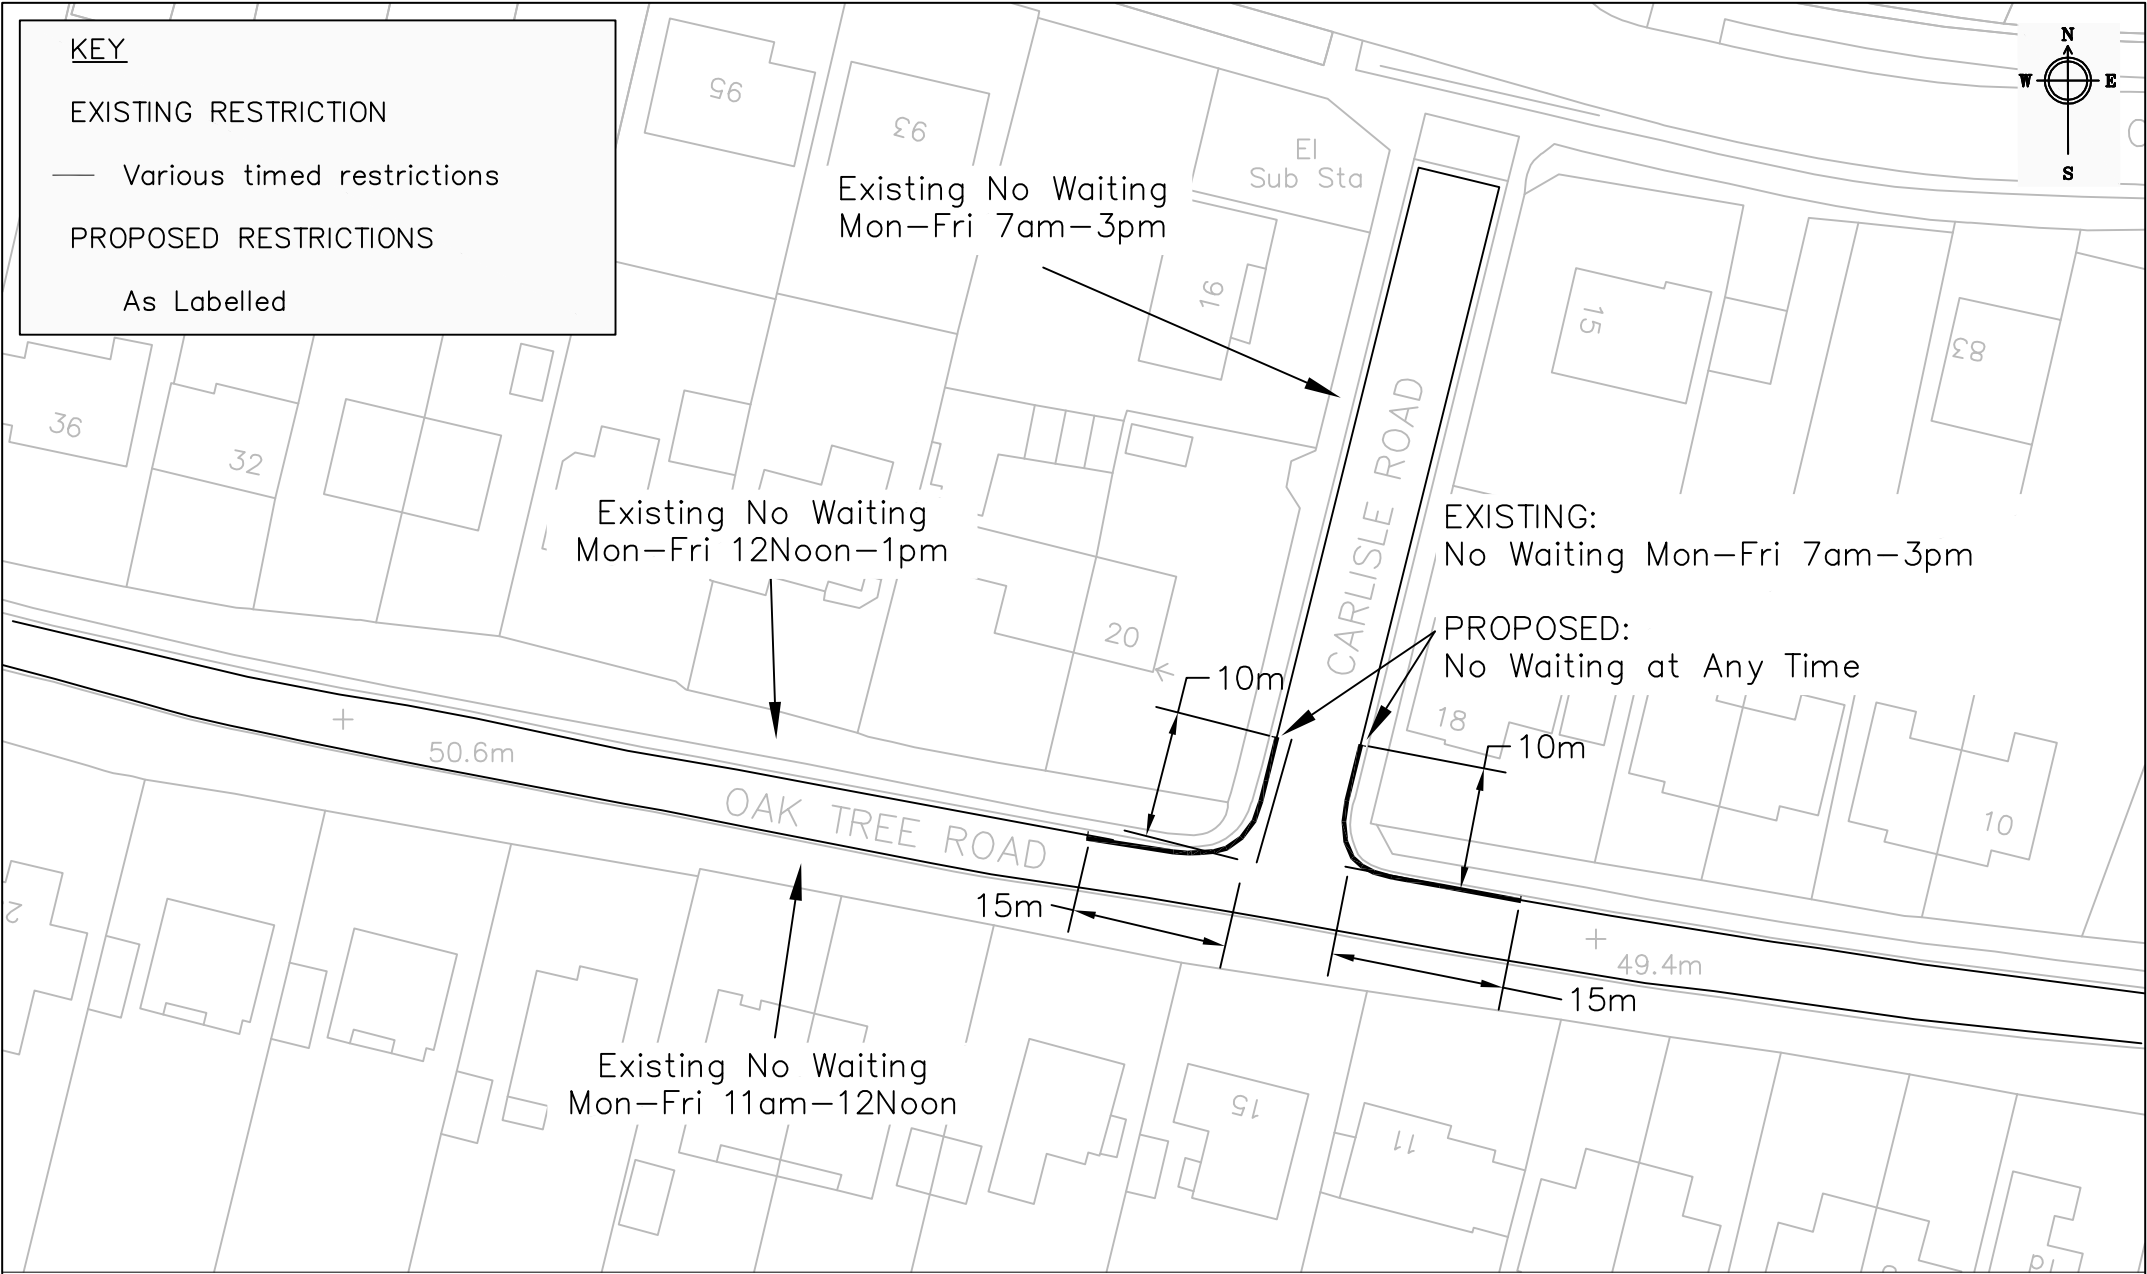 KEY
EXISTING RESTRICTION
Various timed restrictions
PROPOSED RESTRICTIONS
As Labelled
N
W E
S
95
93
El
Sub Sta
Existing No Waiting
Mon-Fri 7am-3pm
16
15
83
36
32
CARLISLE ROAD
Existing No Waiting
Mon-Fri 12Noon-1pm
EXISTING:
No Waiting Mon-Fri 7am-3pm
PROPOSED:
No Waiting at Any Time
20
10m
18
10m
10
50.6m
OAK TREE ROAD
15m
49.4m
15m
2
Existing No Waiting
Mon-Fri 11am-12Noon
15
11